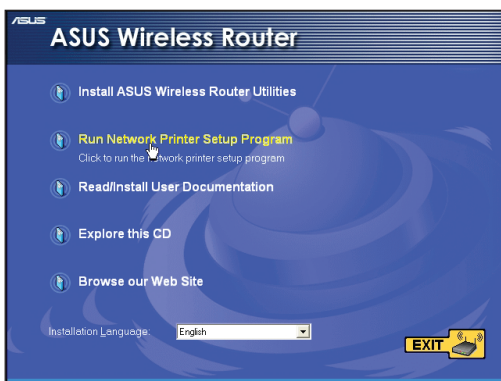 ASUS
ASUS Wireless Router
Install ASUS Wireless Router Utilities
Run Network Printer Setup Program
Click to run the network printer setup program
Read/Install User Documentation
Explore this CD
Browse our Web Site
Installation Language: English
EXIT